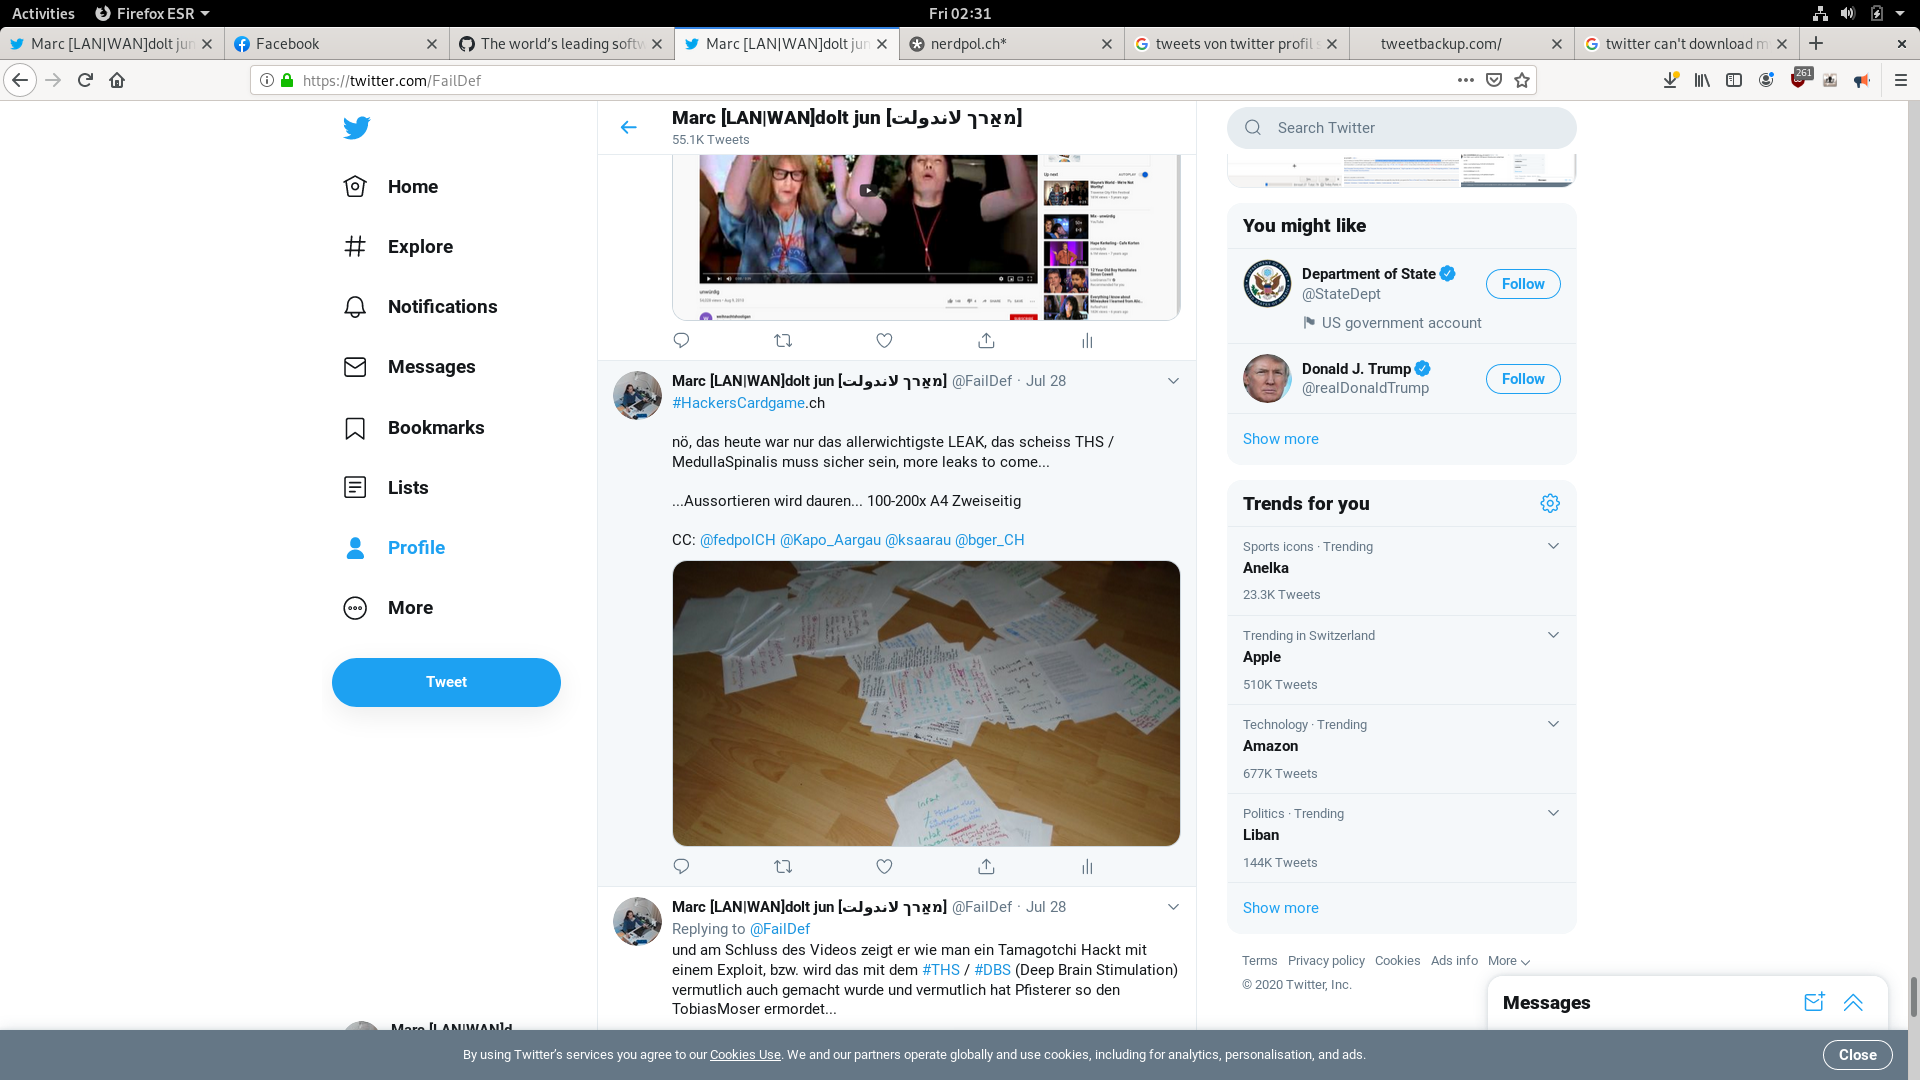 Activities
Firefox ESR
Fri 02:31
Marc [LAN|WAN]dolt jun
Facebook
The world's leading softw
Marc [LAN|WAN]dolt jun
nerdpol.ch*
tweets von twitter profil s
tweetbackup.com/
twitter can't download m
https://twitter.com/FailDef
261
Home
Explore
Notifications
Messages
Bookmarks
Lists
Profile
More
Tweet
Marc [LAN|WAN]d
Marc [LAN|WAN]dolt jun [מאַרך לאנדולת]
55.1K Tweets
Up next
AUTOPLAY
unwürdig
Marc [LAN|WAN]dolt jun [מאַרך לאנדולת] @FailDef · Jul 28
#HackersCardgame.ch
nö, das heute war nur das allerwichtigste LEAK, das scheiss THS /
MedullaSpinalis muss sicher sein, more leaks to come...
...Aussortieren wird dauren... 100-200x A4 Zweiseitig
CC: @fedpolCH @Kapo_Aargau @ksaarau @bger_CH
Marc [LAN|WAN]dolt jun [מאַרך לאנדולת] @FailDef · Jul 28
Replying to @FailDef
und am Schluss des Videos zeigt er wie man ein Tamagotchi Hackt mit
einem Exploit, bzw. wird das mit dem #THS / #DBS (Deep Brain Stimulation)
vermutlich auch gemacht wurde und vermutlich hat Pfisterer so den
TobiasMoser ermordet...
Search Twitter
You might like
Department of State
@StateDept
US government account
Follow
Donald J. Trump
@realDonaldTrump
Follow
Show more
Trends for you
Sports icons · Trending
Anelka
23.3K Tweets
Trending in Switzerland
Apple
510K Tweets
Technology · Trending
Amazon
677K Tweets
Politics · Trending
Liban
144K Tweets
Show more
Terms Privacy policy Cookies Ads info More
© 2020 Twitter, Inc.
Messages
By using Twitter's services you agree to our Cookies Use. We and our partners operate globally and use cookies, including for analytics, personalisation, and ads.
Close